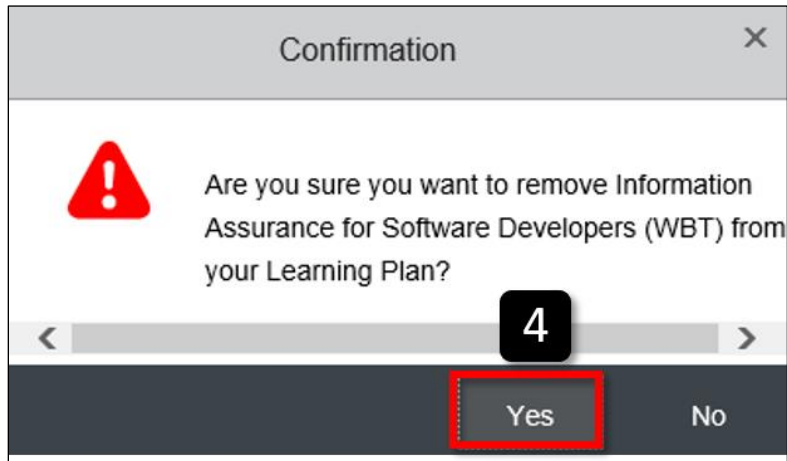 Confirmation
Are you sure you want to remove Information
Assurance for Software Developers (WBT) from
your Learning Plan?
4
Yes No